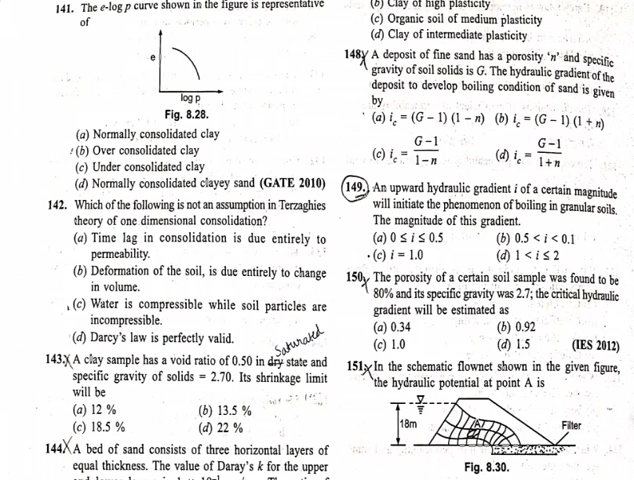 141. The e-log p curve shown in the figure is representative
of
e
log p
Fig. 8.28.
(a) Normally consolidated clay
(b) Over consolidated clay
(c) Under consolidated clay
(d) Normally consolidated clayey sand (GATE 2010)
142. Which of the following is not an assumption in Terzaghies
theory of one dimensional consolidation?
(a) Time lag in consolidation is due entirely to
permeability.
(b) Deformation of the soil, is due entirely to change
in volume.
(c) Water is compressible while soil particles are
incompressible.
(d) Darcy's law is perfectly valid.
Saturated
143. A clay sample has a void ratio of 0.50 in dry state and
specific gravity of solids = 2.70. Its shrinkage limit
will be
(a) 12 % (b) 13.5 %
(c) 18.5 % (d) 22 %
144. A bed of sand consists of three horizontal layers of
equal thickness. The value of Daray's k for the upper
(b) Clay of high plasticity
(c) Organic soil of medium plasticity
(d) Clay of intermediate plasticity
148. A deposit of fine sand has a porosity 'n' and specific
gravity of soil solids is G. The hydraulic gradient of the
deposit to develop boiling condition of sand is given
by
(a) i_c = (G – 1) (1 – n) (b) i_c = (G – 1) (1 + n)
(c) i_c = G – 1 / 1 – n (d) i_c = G – 1 / 1 + n
149. An upward hydraulic gradient i of a certain magnitude
will initiate the phenomenon of boiling in granular soils.
The magnitude of this gradient.
(a) 0 ≤ i ≤ 0.5 (b) 0.5 < i < 0.1
(c) i = 1.0 (d) 1 < i ≤ 2
150. The porosity of a certain soil sample was found to be
80% and its specific gravity was 2.7; the critical hydraulic
gradient will be estimated as
(a) 0.34 (b) 0.92
(c) 1.0 (d) 1.5 (IES 2012)
151. In the schematic flownet shown in the given figure,
the hydraulic potential at point A is
18m
A
Filter
Fig. 8.30.